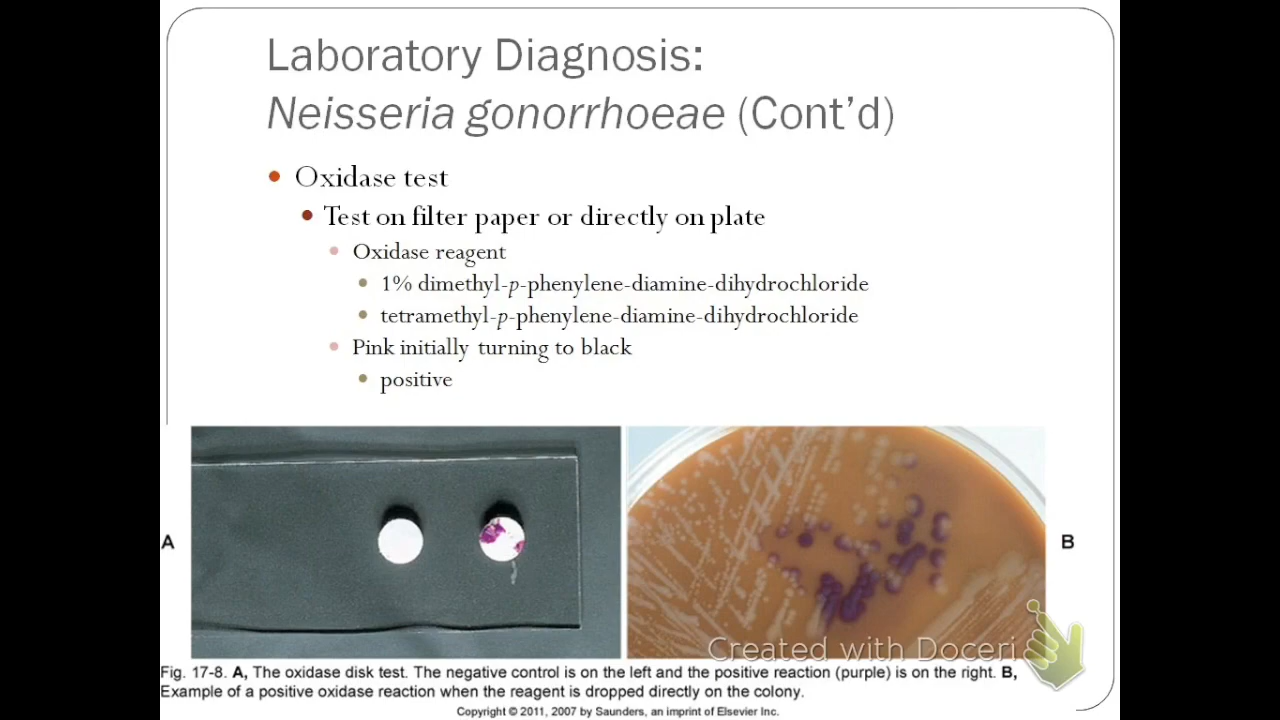 Laboratory Diagnosis:
Neisseria gonorrhoeae (Cont’d)
Oxidase test
Test on filter paper or directly on plate
Oxidase reagent
1% dimethyl-p-phenylene-diamine-dihydrochloride
tetramethyl-p-phenylene-diamine-dihydrochloride
Pink initially turning to black
positive
A
B
Created with Doceri
Fig. 17-8. A, The oxidase disk test. The negative control is on the left and the positive reaction (purple) is on the right. B,
Example of a positive oxidase reaction when the reagent is dropped directly on the colony.
Copyright © 2011, 2007 by Saunders, an imprint of Elsevier Inc.